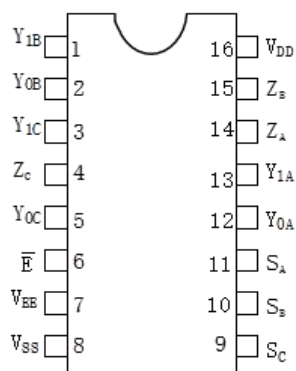 Y1B 1 16 VDD
Y0B 2 15 ZB
Y1C 3 14 ZA
ZC 4 13 Y1A
Y0C 5 12 Y0A
E̅ 6 11 SA
VEE 7 10 SB
VSS 8 9 SC